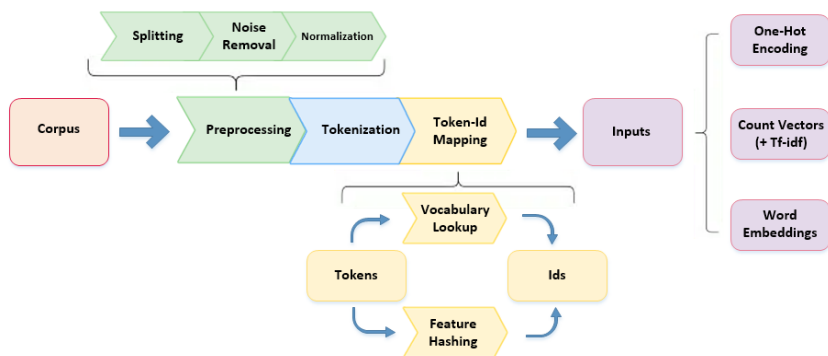 Splitting
Noise
Removal
Normalization
One-Hot
Encoding
Corpus
Preprocessing
Tokenization
Token-Id
Mapping
Inputs
Count Vectors
(+ Tf-idf)
Vocabulary
Lookup
Word
Embeddings
Tokens
Ids
Feature
Hashing